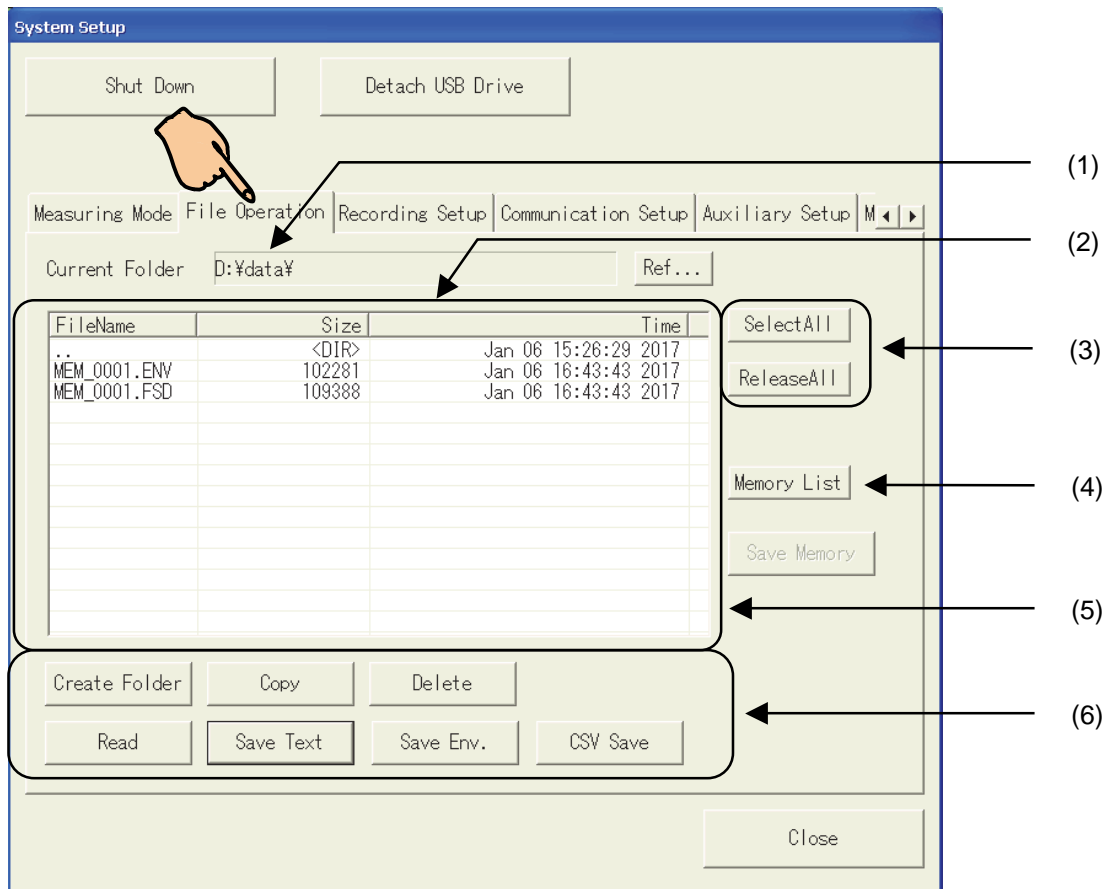 System Setup
Shut Down Detach USB Drive
(1)
Measuring Mode File Operation Recording Setup Communication Setup Auxiliary Setup M
(2)
Current Folder D:¥data¥ Ref...
FileName Size Time SelectAll
.. <DIR> Jan 06 15:26:29 2017
(3)
MEM_0001.ENV 102281 Jan 06 16:43:43 2017
MEM_0001.FSD 109388 Jan 06 16:43:43 2017
ReleaseAll
Memory List (4)
Save Memory
(5)
Create Folder Copy Delete
(6)
Read Save Text Save Env. CSV Save
Close